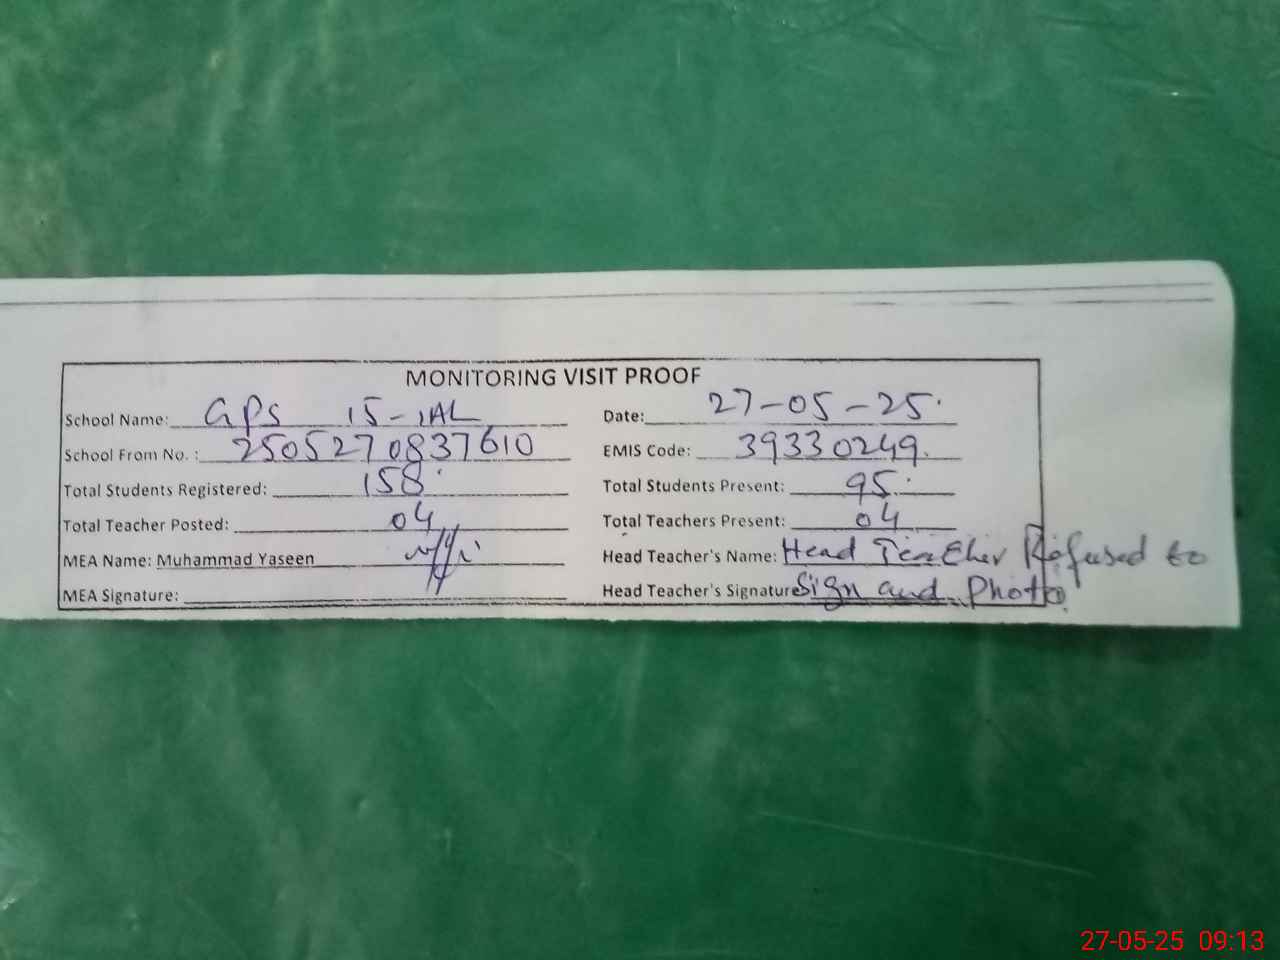 MONITORING VISIT PROOF
School Name: GPS 15-1AL Date: 27-05-25.
School From No. : 2505270837610 EMIS Code: 39330249.
Total Students Registered: 158 Total Students Present: 95
Total Teacher Posted: 04 Total Teachers Present: 04
MEA Name: Muhammad Yaseen Head Teacher's Name: Head Teacher Refused to
MEA Signature: Head Teacher's Signature Sign and Photo.
27-05-25 09:13